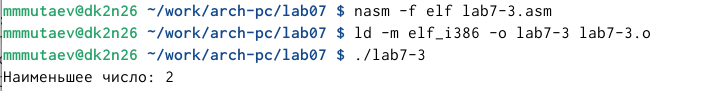 mmmutaev@dk2n26 ~/work/arch-pc/lab07 $ nasm -f elf lab7-3.asm
mmmutaev@dk2n26 ~/work/arch-pc/lab07 $ ld -m elf_i386 -o lab7-3 lab7-3.o
mmmutaev@dk2n26 ~/work/arch-pc/lab07 $ ./lab7-3
Наименьшее число: 2